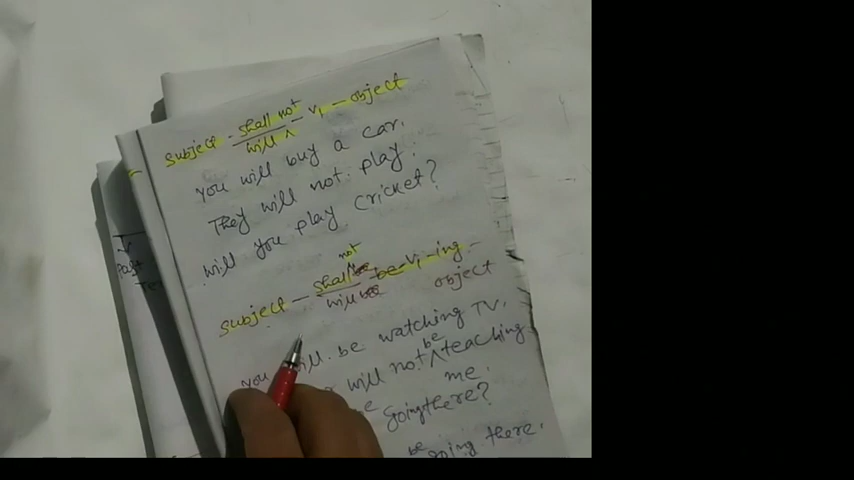 Subject - shall not / will ^ - V1 - object
You will buy a car.
They will not play.
will you play cricket?
not
Subject - shall / will be - V1 - ing -
object
you will be watching TV.
will not ^ be teaching
me.
going there?
be going there.
Past